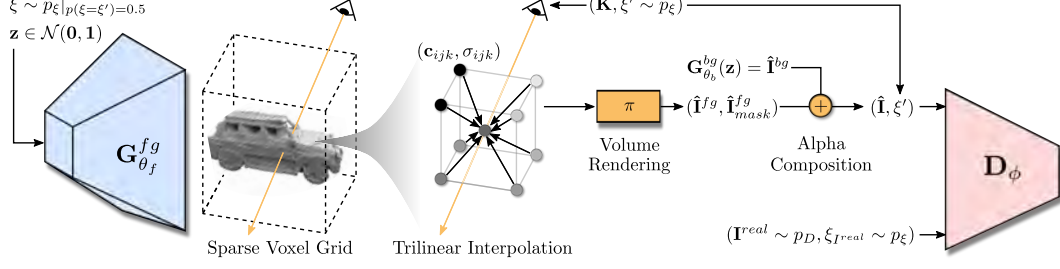 ξ ∼ p_ξ|_{p(ξ=ξ′)=0.5}
z ∈ 𝒩(0, 1)
G^{fg}_{θ_f}
Sparse Voxel Grid
(c_{ijk}, σ_{ijk})
Trilinear Interpolation
(K, ξ′ ∼ p_ξ)
π
Volume
Rendering
G^{bg}_{θ_b}(z) = Î^{bg}
(Î^{fg}, Î^{fg}_{mask})
+
Alpha
Composition
(Î, ξ′)
(I^{real} ∼ p_D, ξ_{I^{real}} ∼ p_ξ)
D_ϕ